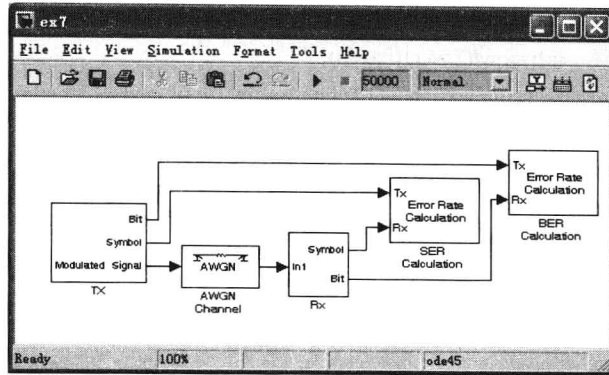 ex7
File Edit View Simulation Format Tools Help
50000 Normal
Tx
Error Rate
Calculation
Rx
BER
Calculation
Tx
Error Rate
Calculation
Rx
SER
Calculation
Bit
Symbol
Modulated Signal
TX
AWGN
AWGN
Channel
In1
Symbol
Bit
Rx
Ready 100% ode45